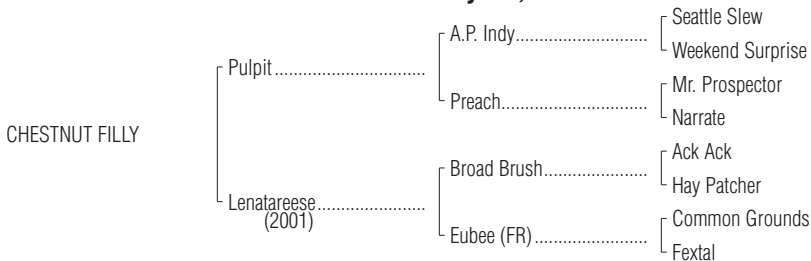 Seattle Slew
A.P. Indy
Weekend Surprise
Pulpit
Mr. Prospector
Preach
Narrate
CHESTNUT FILLY
Ack Ack
Broad Brush
Hay Patcher
Lenatareese
(2001)
Common Grounds
Eubee (FR)
Fextal